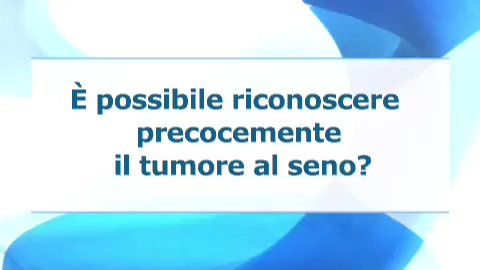 È possibile riconoscere
precocemente
il tumore al seno?